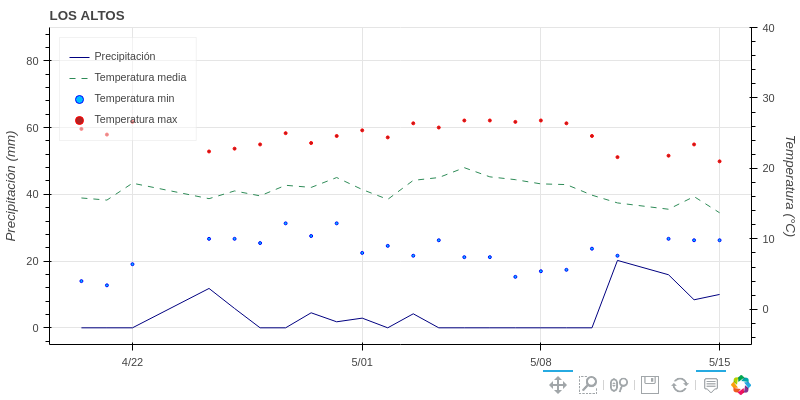 LOS ALTOS
Precipitación
Temperatura media
Temperatura min
Temperatura max
Precipitación (mm)
80
60
40
20
0
Temperatura (°C)
40
30
20
10
0
4/22
5/01
5/08
5/15